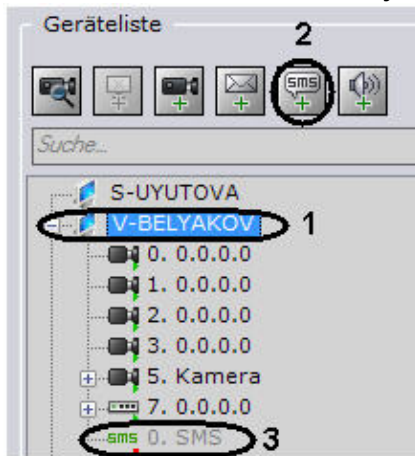 Geräteliste
2
sms
Suche...
S-UYUTOVA
V-BELYAKOV 1
0. 0.0.0.0
1. 0.0.0.0
2. 0.0.0.0
3. 0.0.0.0
5. Kamera
7. 0.0.0.0
sms 0. SMS 3